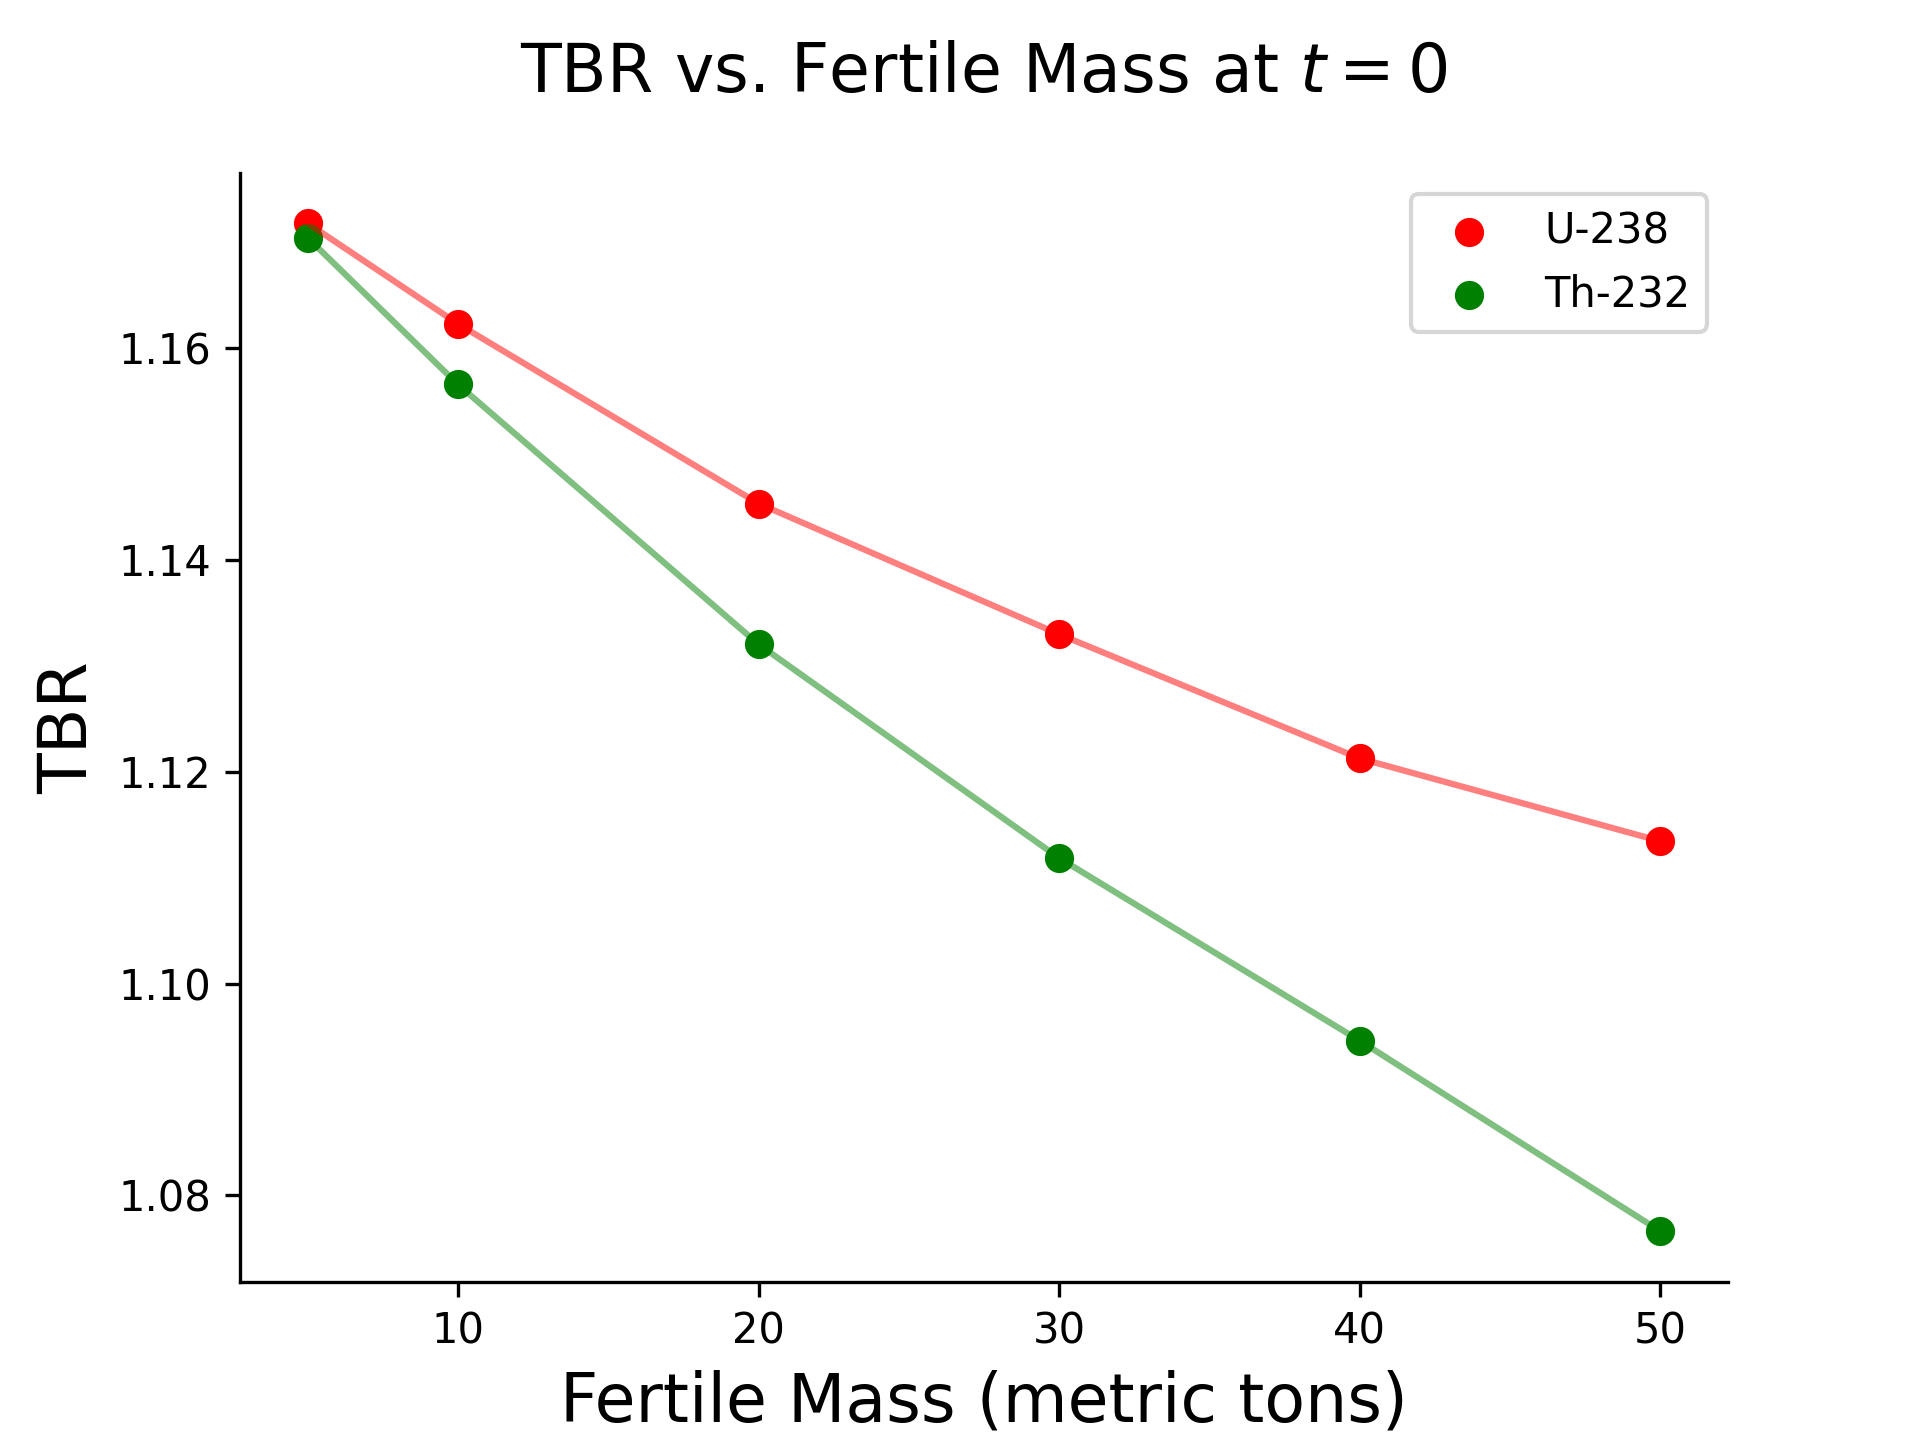 TBR vs. Fertile Mass at t = 0
U-238
Th-232
1.16
1.14
1.12
1.10
1.08
TBR
10 20 30 40 50
Fertile Mass (metric tons)